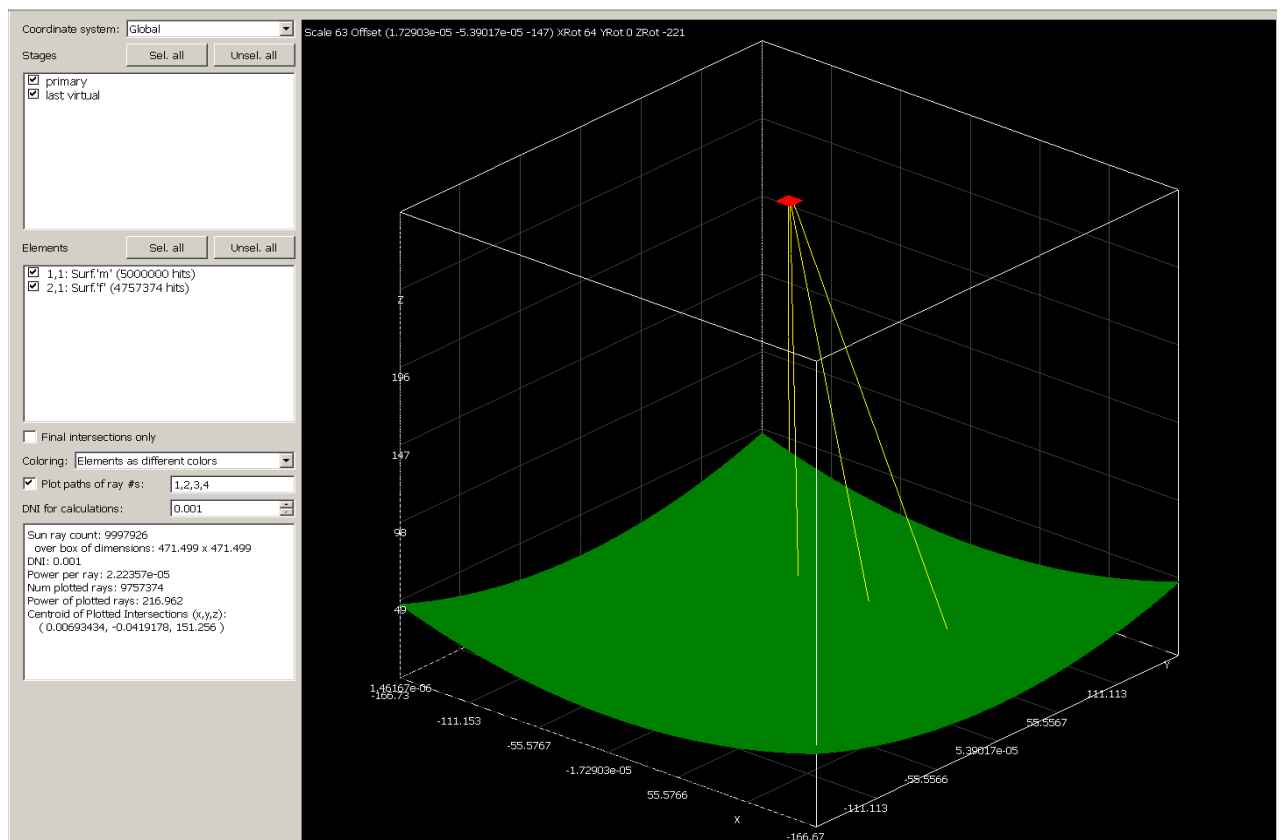 Coordinate system: Global
Stages Sel. all Unsel. all
primary
last virtual
Elements Sel. all Unsel. all
1,1: Surf.'m' (5000000 hits)
2,1: Surf.'f' (4757374 hits)
Final intersections only
Coloring: Elements as different colors
Plot paths of ray #s: 1,2,3,4
DNI for calculations: 0.001
Sun ray count: 9997926
over box of dimensions: 471.499 x 471.499
DNI: 0.001
Power per ray: 2.22357e-05
Num plotted rays: 9757374
Power of plotted rays: 216.962
Centroid of Plotted Intersections (x,y,z):
( 0.00693434, -0.0419178, 151.256 )
Scale 63 Offset (1.72903e-05 -5.39017e-05 -147) XRot 64 YRot 0 ZRot -221
Z
196
147
98
49
1.46167e-06
-166.73
-111.153
-55.5767
-1.72903e-05
55.5766
X
-166.67
-111.113
-55.5566
5.39017e-05
55.5567
111.113
Y